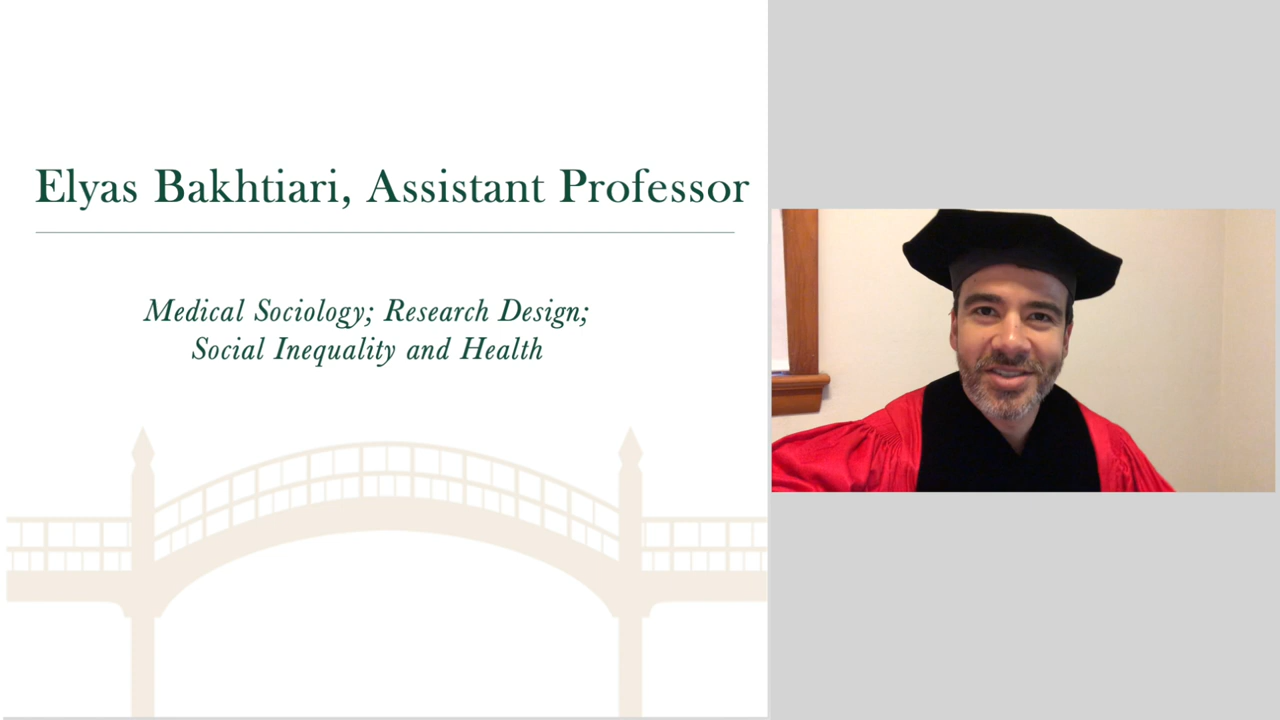 Elyas Bakhtiari, Assistant Professor
Medical Sociology; Research Design;
Social Inequality and Health